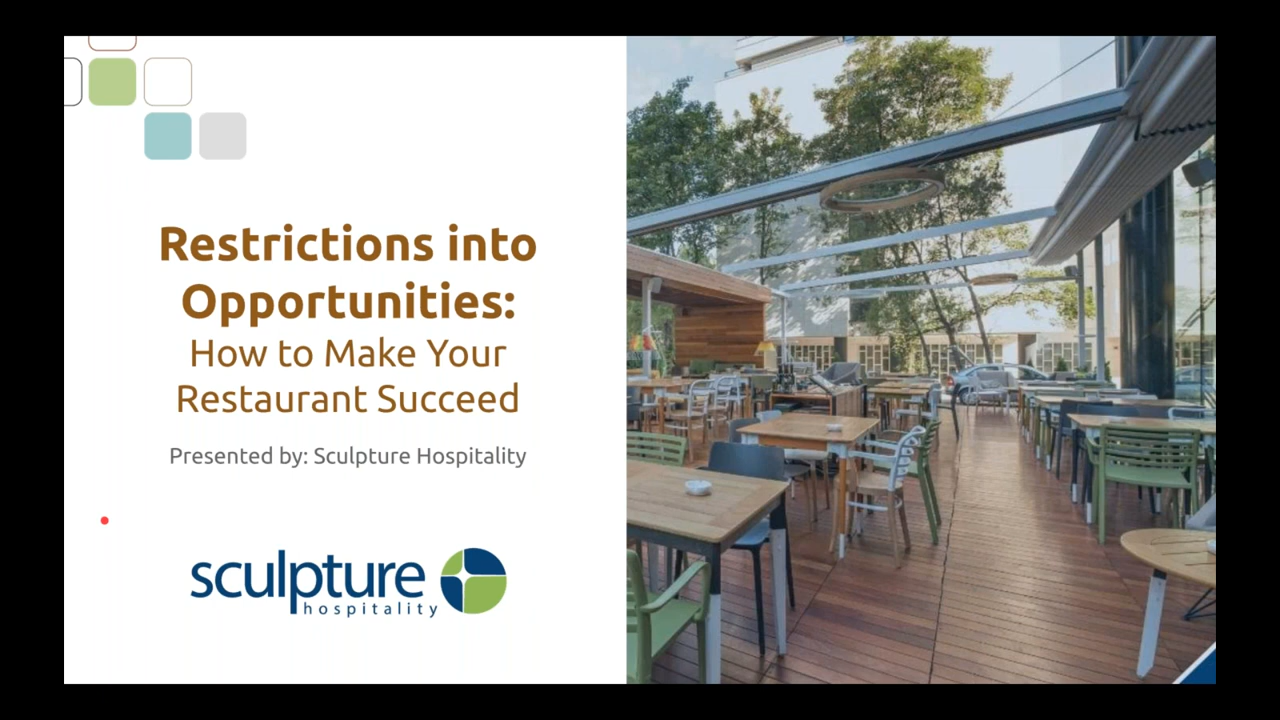 Restrictions into
Opportunities:
How to Make Your
Restaurant Succeed
Presented by: Sculpture Hospitality
sculpture
hospitality